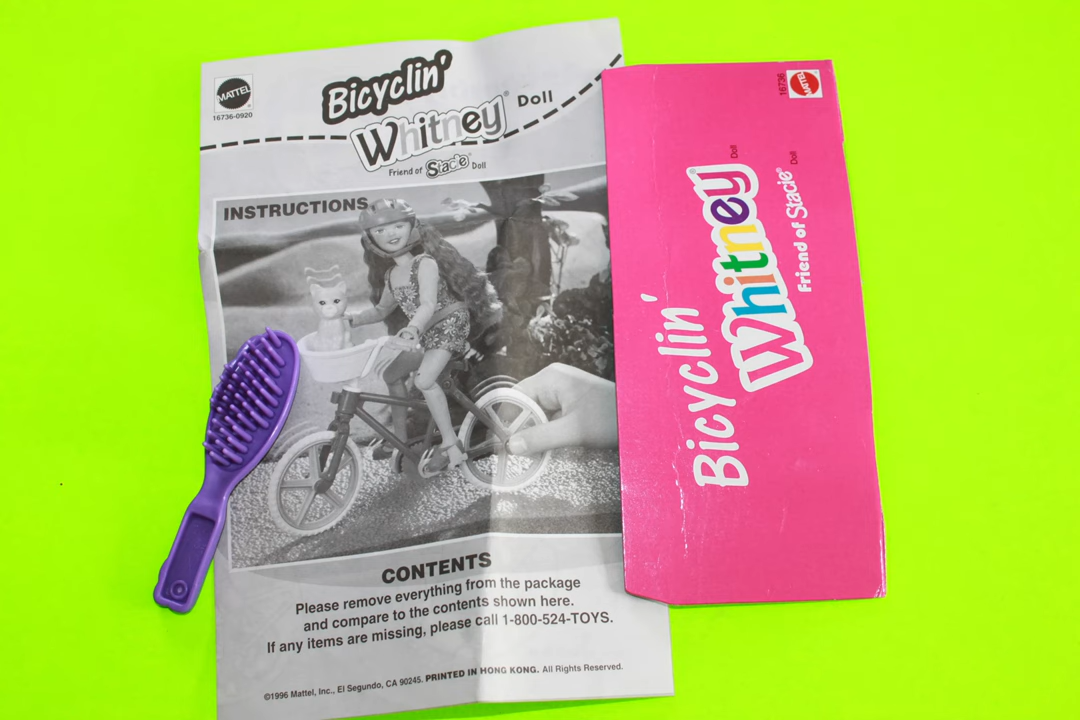 MATTEL
16736-0920
Bicyclin'
Whitney® Doll
Friend of Stacie® Doll
INSTRUCTIONS
CONTENTS
Please remove everything from the package
and compare to the contents shown here.
If any items are missing, please call 1-800-524-TOYS.
©1996 Mattel, Inc., El Segundo, CA 90245. PRINTED IN HONG KONG. All Rights Reserved.
16736
MATTEL
Bicyclin'
Whitney® Doll
Friend of Stacie® Doll